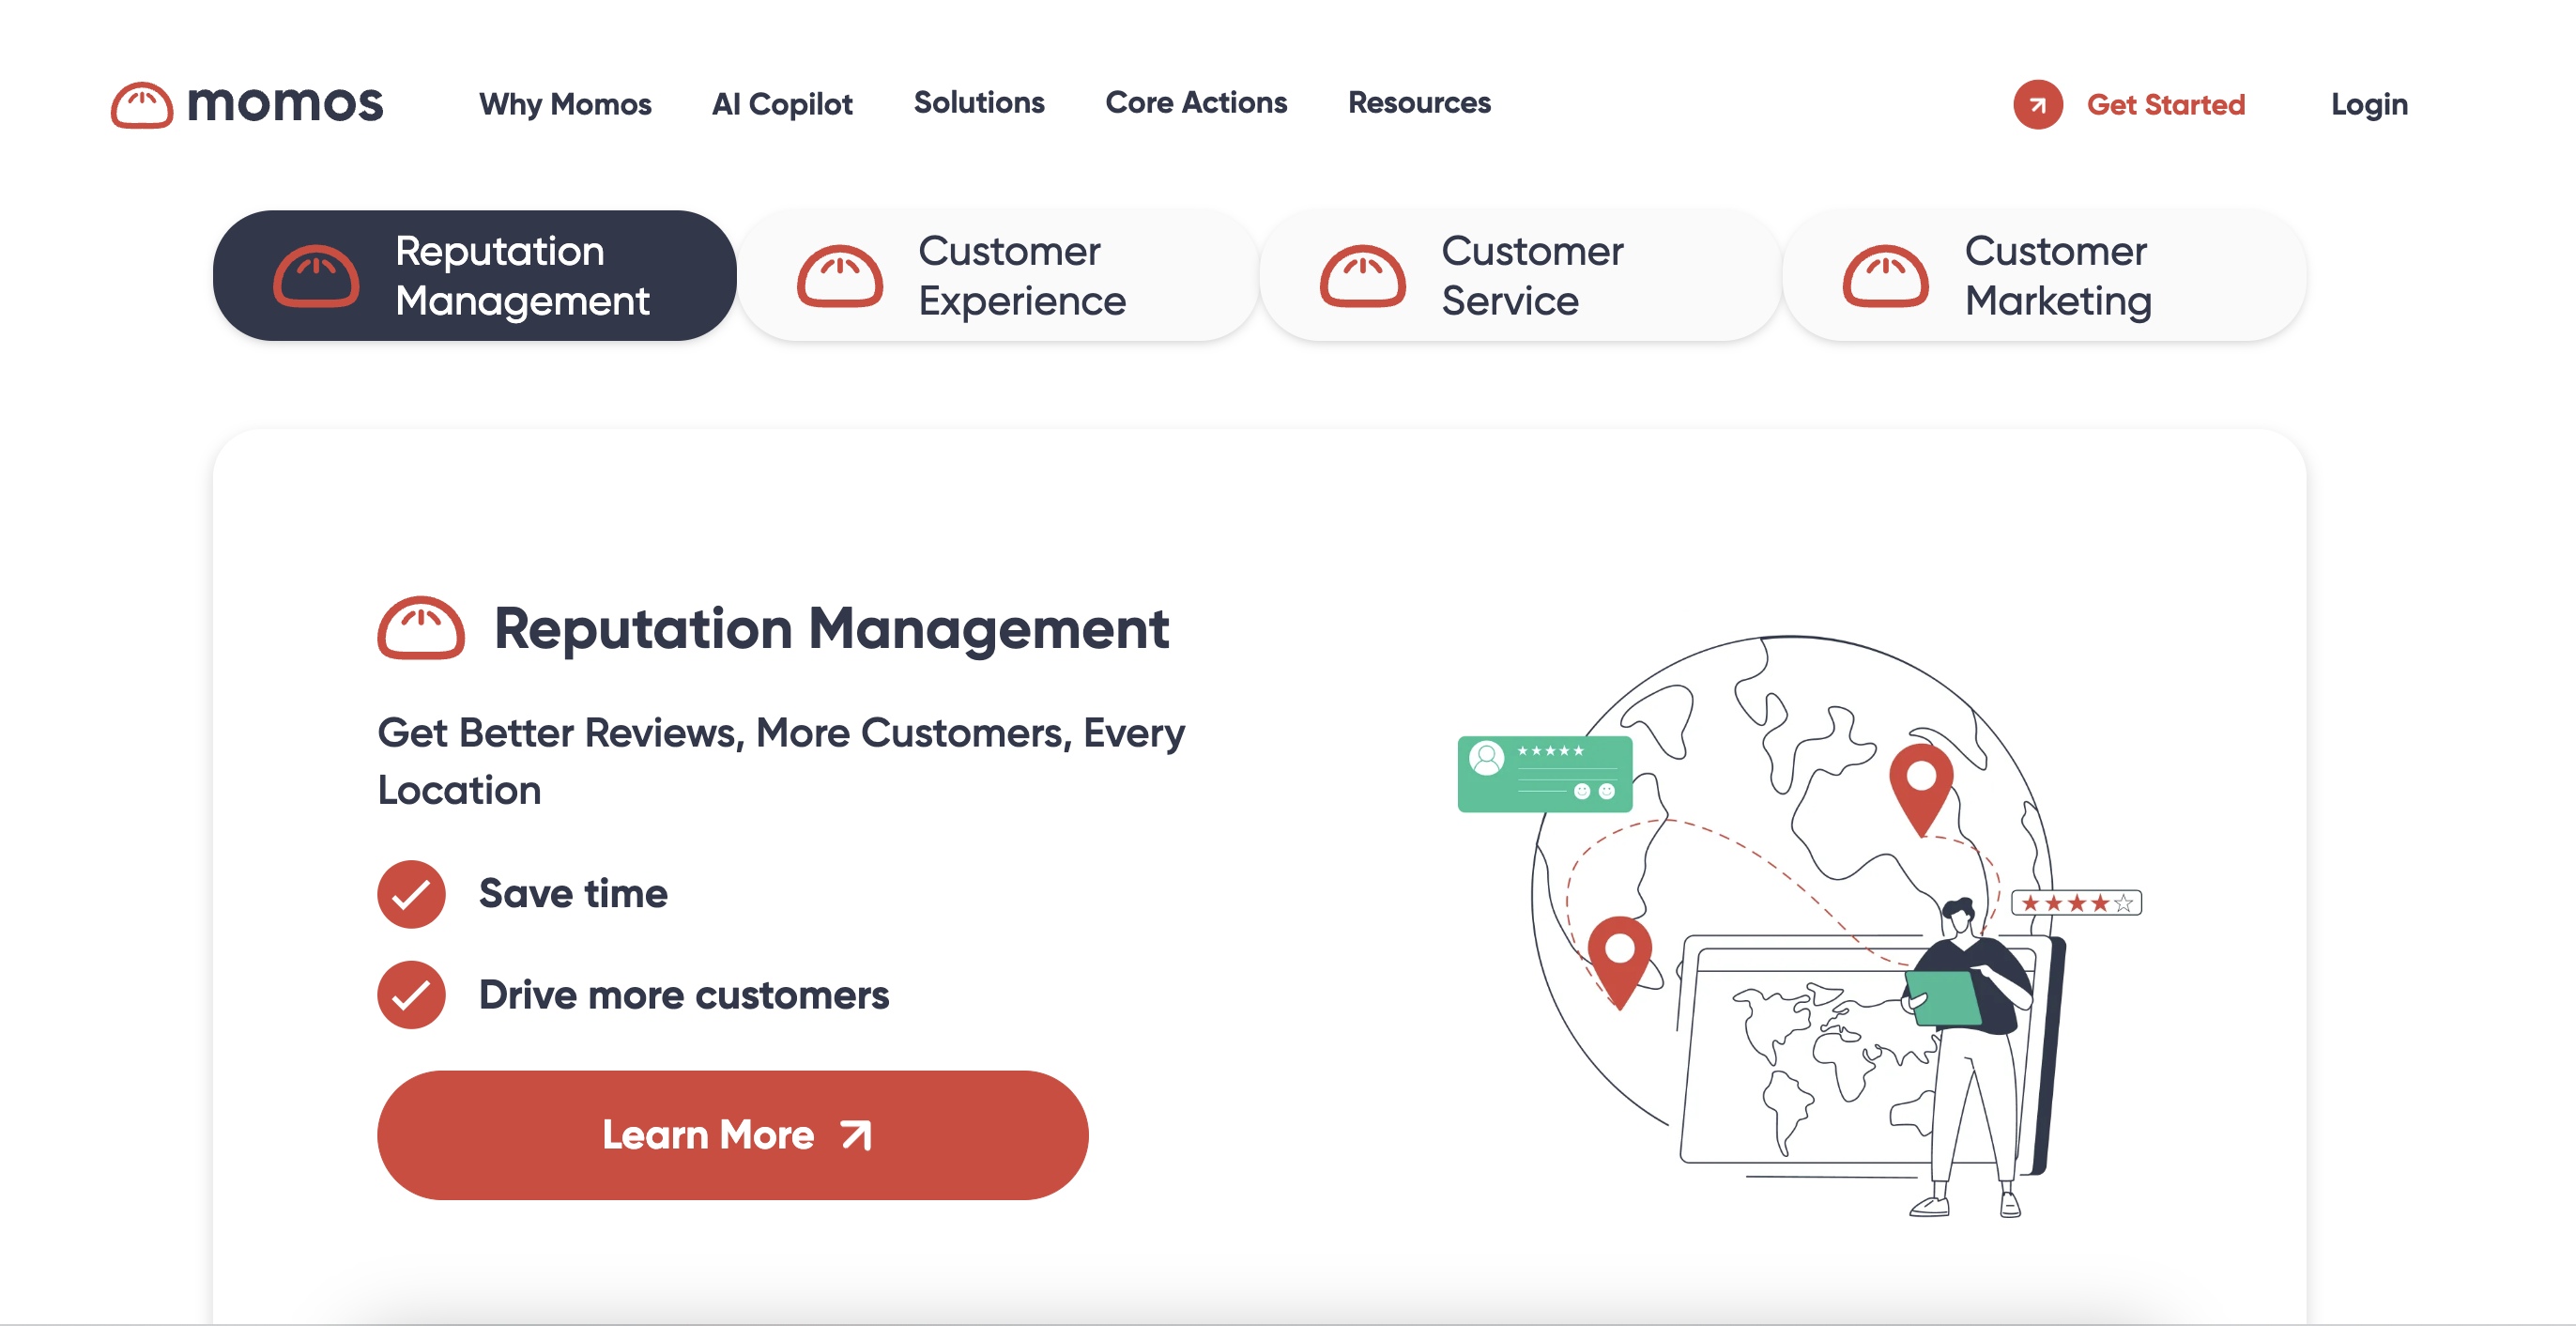 momos
Why Momos
AI Copilot
Solutions
Core Actions
Resources
Get Started
Login
Reputation
Management
Customer
Experience
Customer
Service
Customer
Marketing
Reputation Management
Get Better Reviews, More Customers, Every
Location
Save time
Drive more customers
Learn More